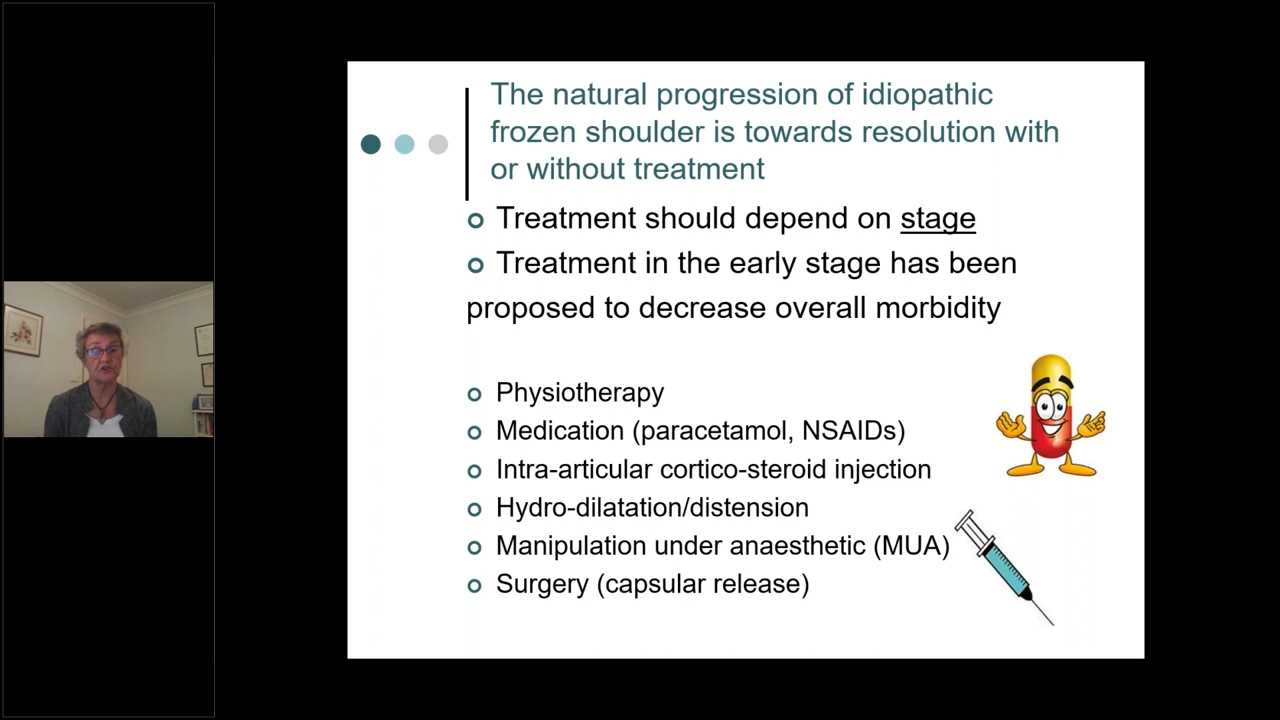 The natural progression of idiopathic
frozen shoulder is towards resolution with
or without treatment
Treatment should depend on stage
Treatment in the early stage has been
proposed to decrease overall morbidity
Physiotherapy
Medication (paracetamol, NSAIDs)
Intra-articular cortico-steroid injection
Hydro-dilatation/distension
Manipulation under anaesthetic (MUA)
Surgery (capsular release)